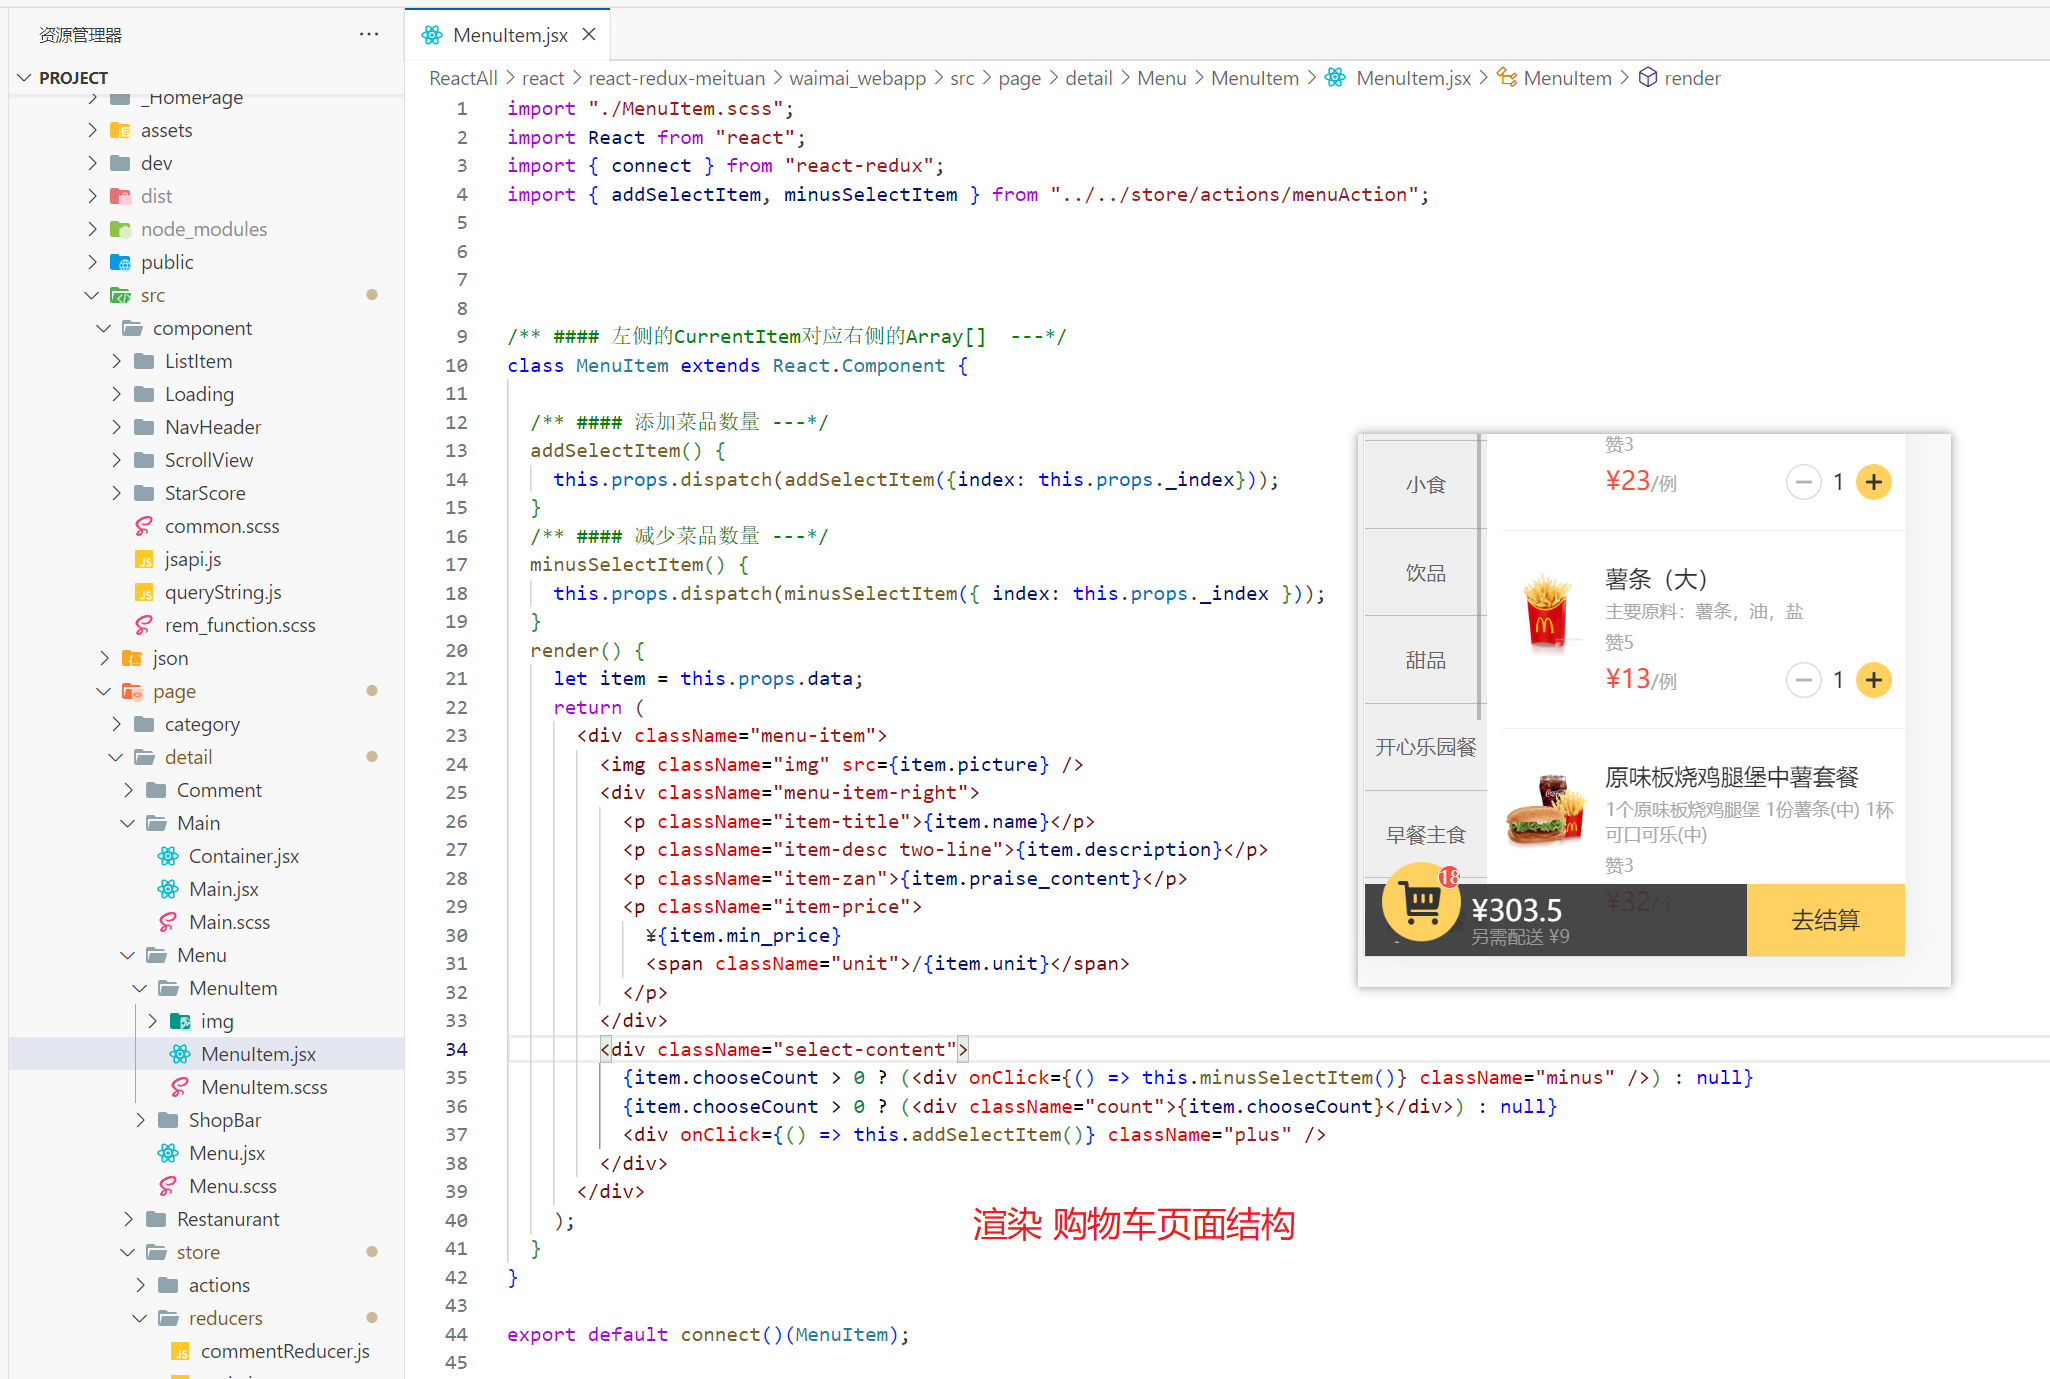 资源管理器
···
PROJECT
_HomePage
assets
dev
dist
node_modules
public
src
component
ListItem
Loading
NavHeader
ScrollView
StarScore
common.scss
jsapi.js
queryString.js
rem_function.scss
json
page
category
detail
Comment
Main
Container.jsx
Main.jsx
Main.scss
Menu
MenuItem
img
MenuItem.jsx
MenuItem.scss
ShopBar
Menu.jsx
Menu.scss
Restanurant
store
actions
reducers
commentReducer.js
MenuItem.jsx
ReactAll > react > react-redux-meituan > waimai_webapp > src > page > detail > Menu > MenuItem > MenuItem.jsx > MenuItem > render
1 import "./MenuItem.scss";
2 import React from "react";
3 import { connect } from "react-redux";
4 import { addSelectItem, minusSelectItem } from "../../store/actions/menuAction";
5
6
7
8
9 /** #### 左侧的CurrentItem对应右侧的Array[]  ---*/
10 class MenuItem extends React.Component {
11
12 /** #### 添加菜品数量 ---*/
13 addSelectItem() {
14 this.props.dispatch(addSelectItem({index: this.props._index}));
15 }
16 /** #### 减少菜品数量 ---*/
17 minusSelectItem() {
18 this.props.dispatch(minusSelectItem({ index: this.props._index }));
19 }
20 render() {
21 let item = this.props.data;
22 return (
23 <div className="menu-item">
24 <img className="img" src={item.picture} />
25 <div className="menu-item-right">
26 <p className="item-title">{item.name}</p>
27 <p className="item-desc two-line">{item.description}</p>
28 <p className="item-zan">{item.praise_content}</p>
29 <p className="item-price">
30 ¥{item.min_price}
31 <span className="unit">/{item.unit}</span>
32 </p>
33 </div>
34 <div className="select-content">
35 {item.chooseCount > 0 ? (<div onClick={() => this.minusSelectItem()} className="minus" />) : null}
36 {item.chooseCount > 0 ? (<div className="count">{item.chooseCount}</div>) : null}
37 <div onClick={() => this.addSelectItem()} className="plus" />
38 </div>
39 </div>
40 );
41 }
42 }
43
44 export default connect()(MenuItem);
45
渲染 购物车页面结构
小食
饮品
甜品
开心乐园餐
早餐主食
赞3
¥23/例
1
薯条（大）
主要原料：薯条，油，盐
赞5
¥13/例
1
原味板烧鸡腿堡中薯套餐
1个原味板烧鸡腿堡 1份薯条(中) 1杯
可口可乐(中)
赞3
¥32/个
18
¥303.5
另需配送 ¥9
去结算